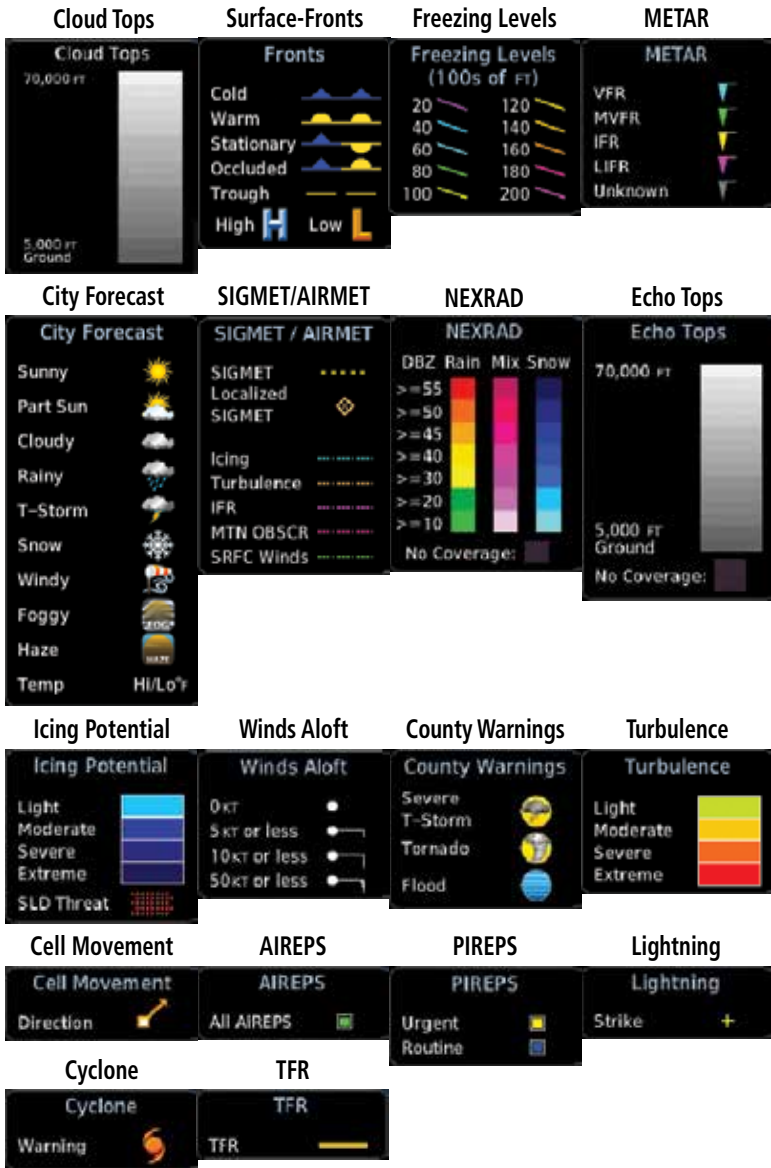 Cloud Tops
Cloud Tops
70,000 FT
5,000 FT
Ground
Surface-Fronts
Fronts
Cold
Warm
Stationary
Occluded
Trough
High H Low L
Freezing Levels
Freezing Levels
(100s of FT)
20 120
40 140
60 160
80 180
100 200
METAR
METAR
VFR
MVFR
IFR
LIFR
Unknown
City Forecast
City Forecast
Sunny
Part Sun
Cloudy
Rainy
T-Storm
Snow
Windy
Foggy
FOG
Haze
HAZE
Temp Hi/Lo°F
SIGMET/AIRMET
SIGMET / AIRMET
SIGMET
Localized
SIGMET
Icing
Turbulence
IFR
MTN OBSCR
SRFC Winds
NEXRAD
NEXRAD
DBZ Rain Mix Snow
>=55
>=50
>=45
>=40
>=30
>=20
>=10
No Coverage:
Echo Tops
Echo Tops
70,000 FT
5,000 FT
Ground
No Coverage:
Icing Potential
Icing Potential
Light
Moderate
Severe
Extreme
SLD Threat
Winds Aloft
Winds Aloft
0KT
5KT or less
10KT or less
50KT or less
County Warnings
County Warnings
Severe
T-Storm
Tornado
Flood
Turbulence
Turbulence
Light
Moderate
Severe
Extreme
Cell Movement
Cell Movement
Direction
AIREPS
AIREPS
All AIREPS
PIREPS
PIREPS
Urgent
Routine
Lightning
Lightning
Strike
Cyclone
Cyclone
Warning
TFR
TFR
TFR